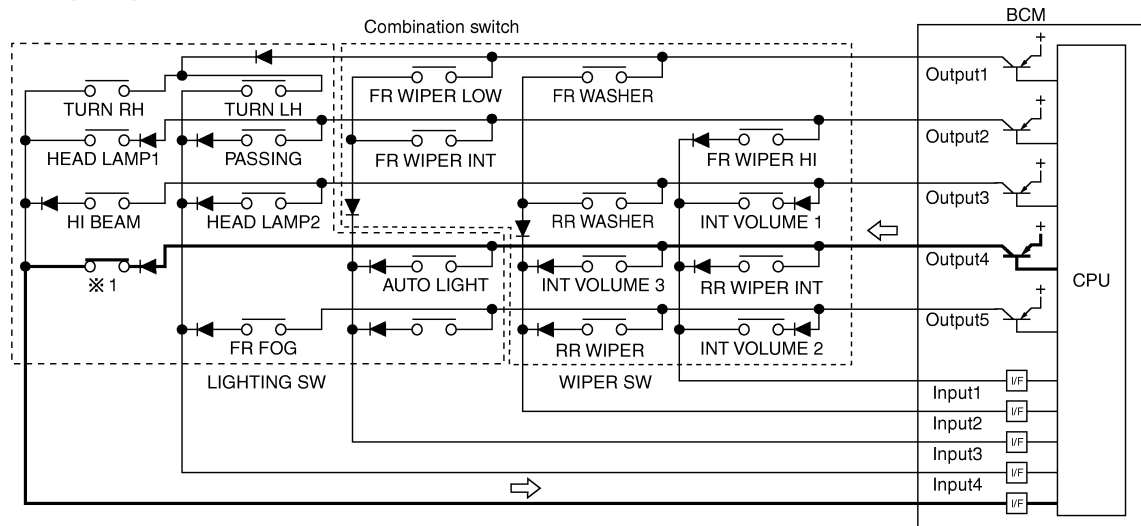 BCM
Combination switch
+
Output1
TURN RH
TURN LH
FR WIPER LOW
FR WASHER
+
Output2
HEAD LAMP1
PASSING
FR WIPER INT
FR WIPER HI
+
Output3
HI BEAM
HEAD LAMP2
RR WASHER
INT VOLUME 1
+
Output4
CPU
※1
AUTO LIGHT
INT VOLUME 3
RR WIPER INT
+
Output5
FR FOG
RR WIPER
INT VOLUME 2
LIGHTING SW
WIPER SW
I/F
Input1
I/F
Input2
I/F
Input3
I/F
Input4
I/F